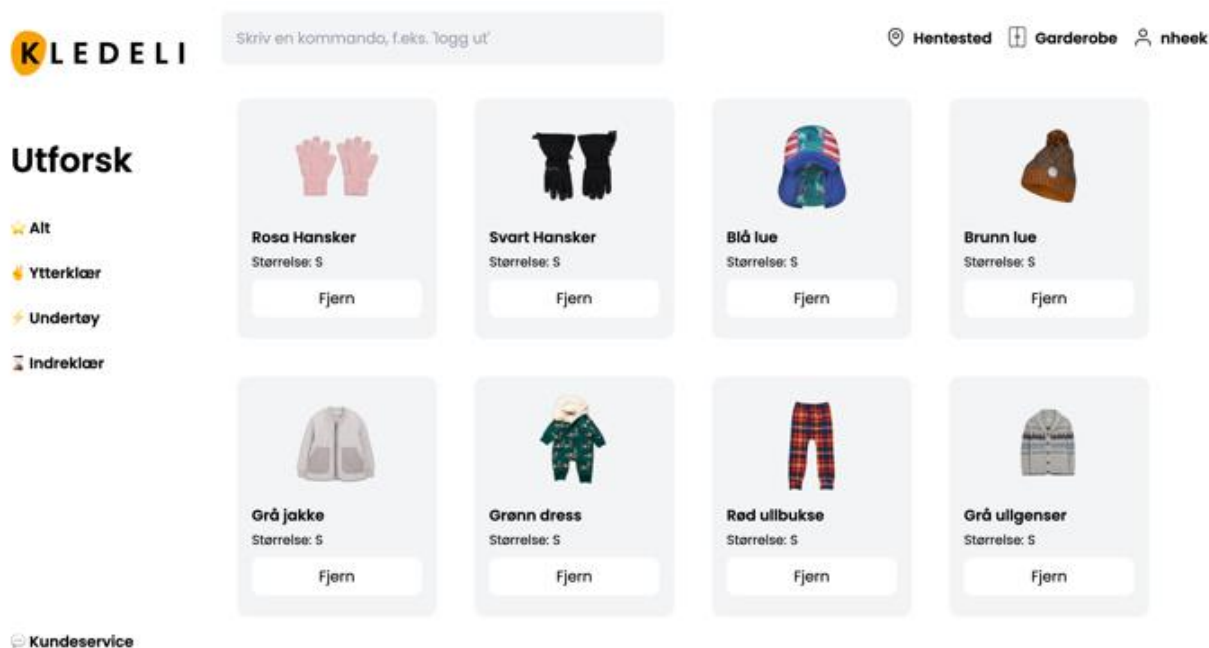 KLEDELI
Skriv en kommando, f.eks. 'logg ut'
Hentested
Garderobe
nheek
Utforsk
Alt
Ytterklær
Undertøy
Indreklær
Rosa Hansker
Størrelse: S
Fjern
Svart Hansker
Størrelse: S
Fjern
Blå lue
Størrelse: S
Fjern
Brunn lue
Størrelse: S
Fjern
Grå jakke
Størrelse: S
Fjern
Grønn dress
Størrelse: S
Fjern
Rød ullbukse
Størrelse: S
Fjern
Grå ullgenser
Størrelse: S
Fjern
Kundeservice